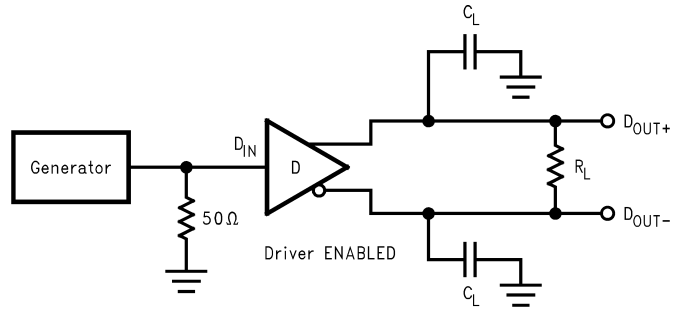 C_L
D_OUT+
D_IN
Generator
D
R_L
50Ω
D_OUT−
Driver ENABLED
C_L